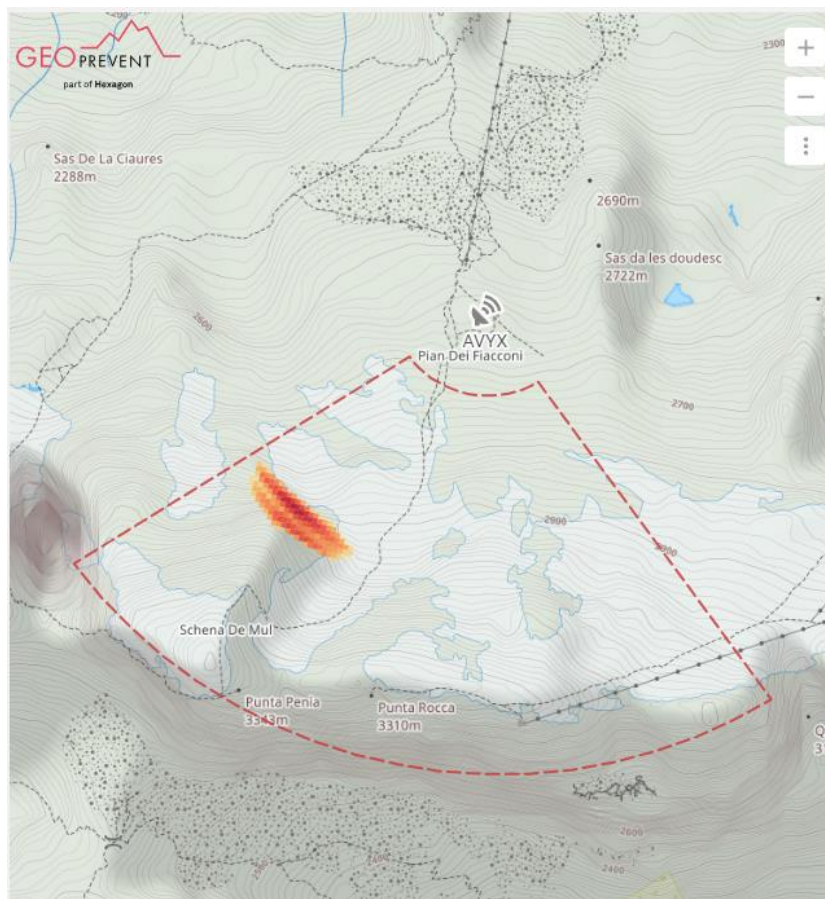 GEOPREVENT
part of Hexagon
2300
Sas De La Ciaures
2288m
2690m
Sas da les doudesc
2722m
2600
AVYX
Pian Dei Fiacconi
2700
2900
Schena De Mul
Punta Penia
3343m
Punta Rocca
3310m
2600
2400